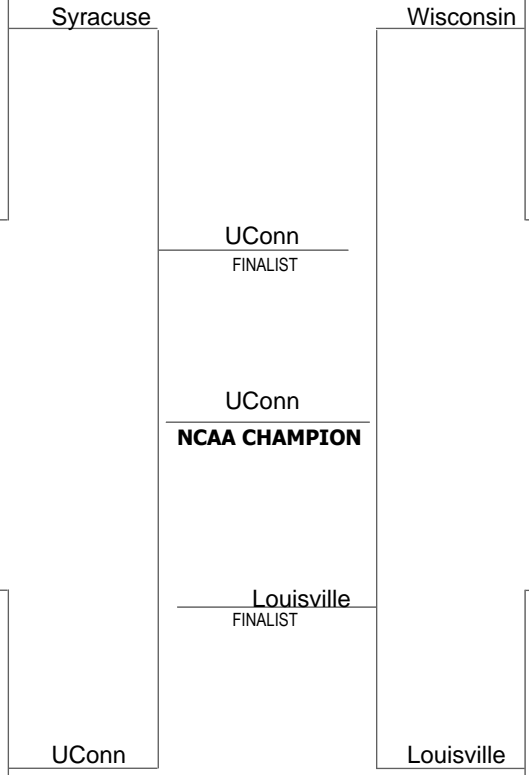 Syracuse
Wisconsin
UConn
FINALIST
UConn
NCAA CHAMPION
Louisville
FINALIST
UConn
Louisville